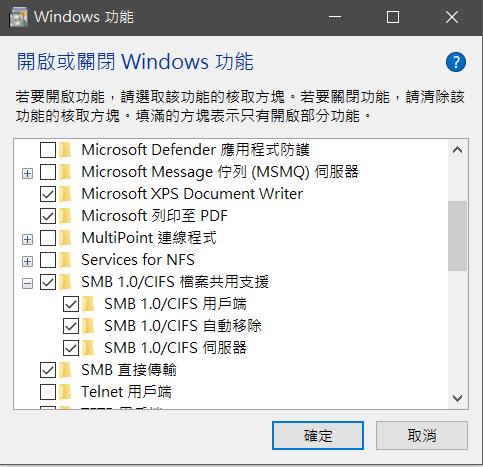 Windows 功能
開啟或關閉 Windows 功能
若要開啟功能，請選取該功能的核取方塊。若要關閉功能，請清除該
功能的核取方塊。填滿的方塊表示只有開啟部分功能。
Microsoft Defender 應用程式防護
Microsoft Message 佇列 (MSMQ) 伺服器
Microsoft XPS Document Writer
Microsoft 列印至 PDF
MultiPoint 連線程式
Services for NFS
SMB 1.0/CIFS 檔案共用支援
SMB 1.0/CIFS 用戶端
SMB 1.0/CIFS 自動移除
SMB 1.0/CIFS 伺服器
SMB 直接傳輸
Telnet 用戶端
確定
取消